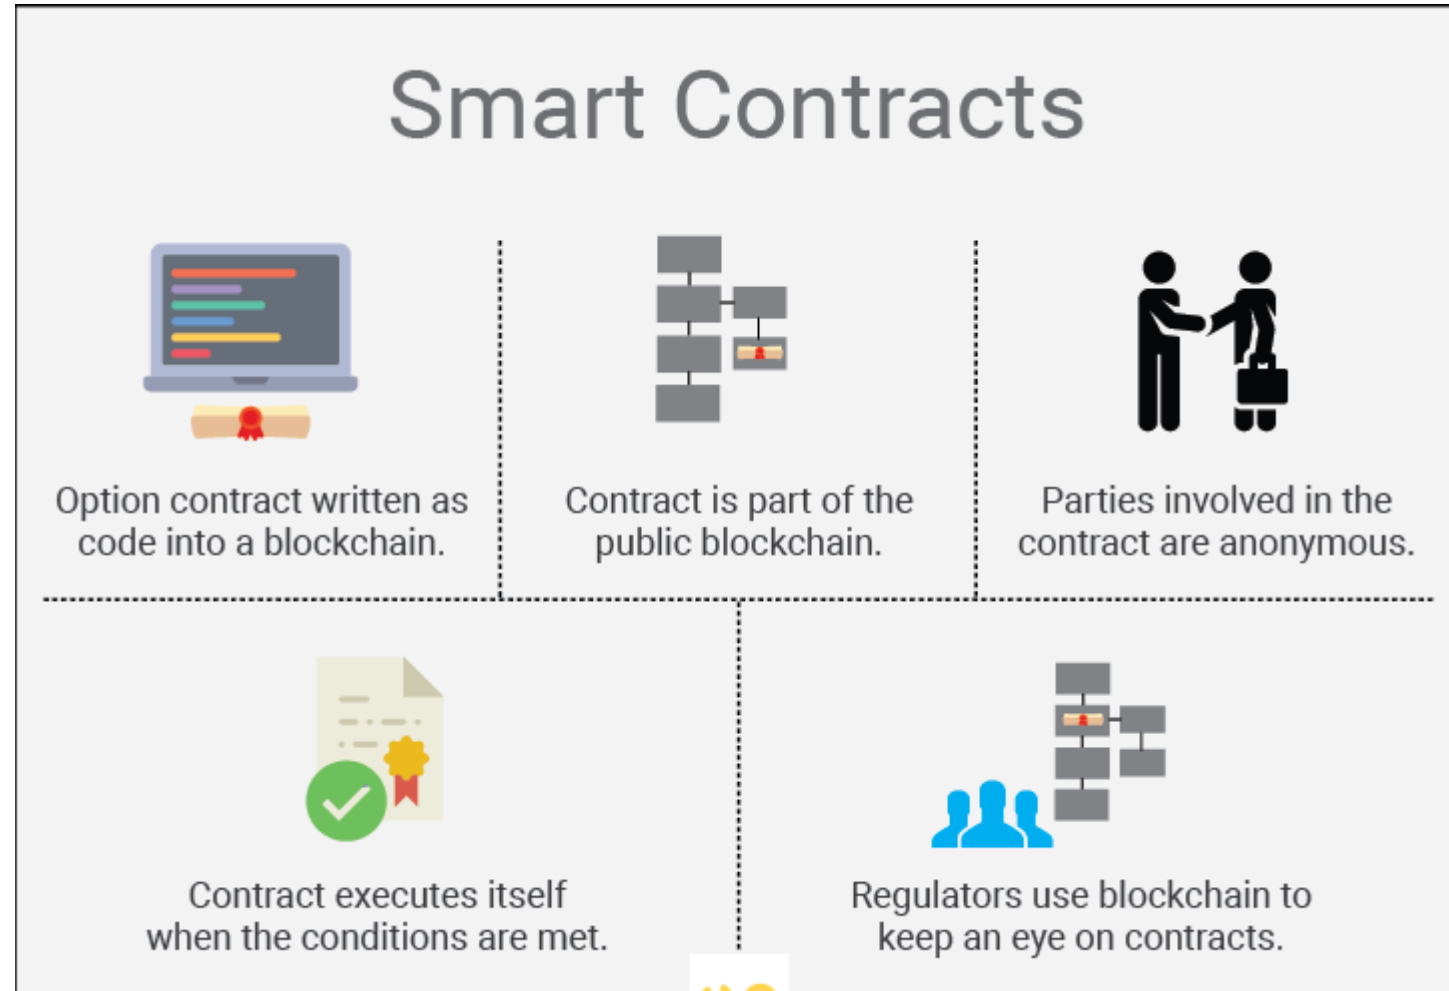 Smart Contracts
Option contract written as
code into a blockchain.
Contract is part of the
public blockchain.
Parties involved in the
contract are anonymous.
Contract executes itself
when the conditions are met.
Regulators use blockchain to
keep an eye on contracts.